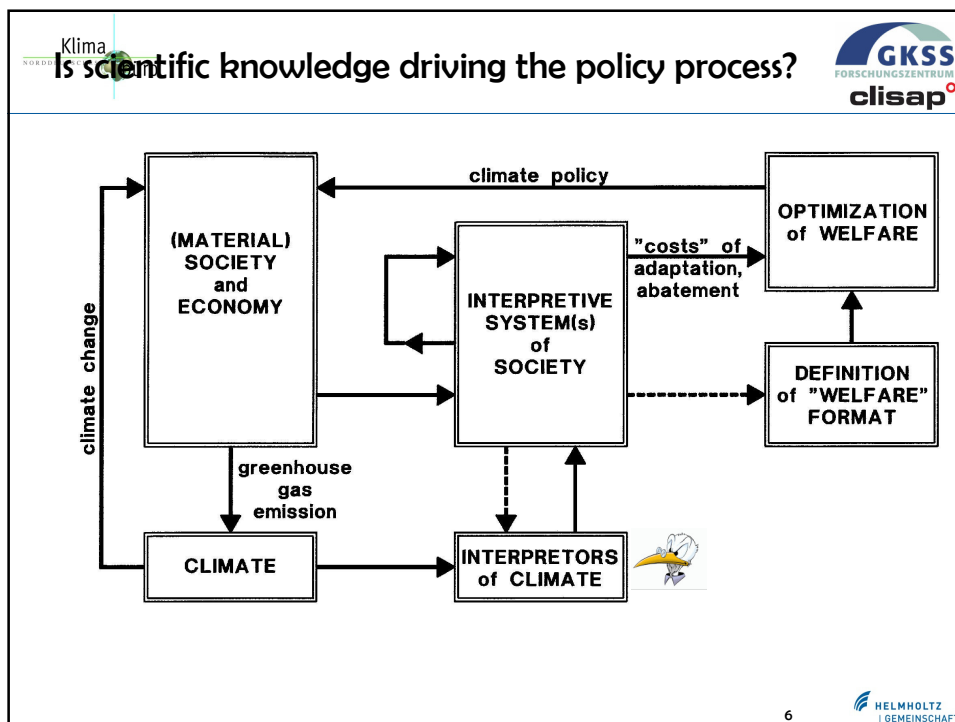 Klima
NORDDEUTSCHES
Is scientific knowledge driving the policy process?
GKSS
FORSCHUNGSZENTRUM
clisap°
climate policy
(MATERIAL)
SOCIETY
and
ECONOMY
OPTIMIZATION
of WELFARE
"costs" of
adaptation,
abatement
INTERPRETIVE
SYSTEM(s)
of
SOCIETY
climate change
DEFINITION
of "WELFARE"
FORMAT
greenhouse
gas
emission
CLIMATE
INTERPRETORS
of CLIMATE
6
HELMHOLTZ
| GEMEINSCHAFT